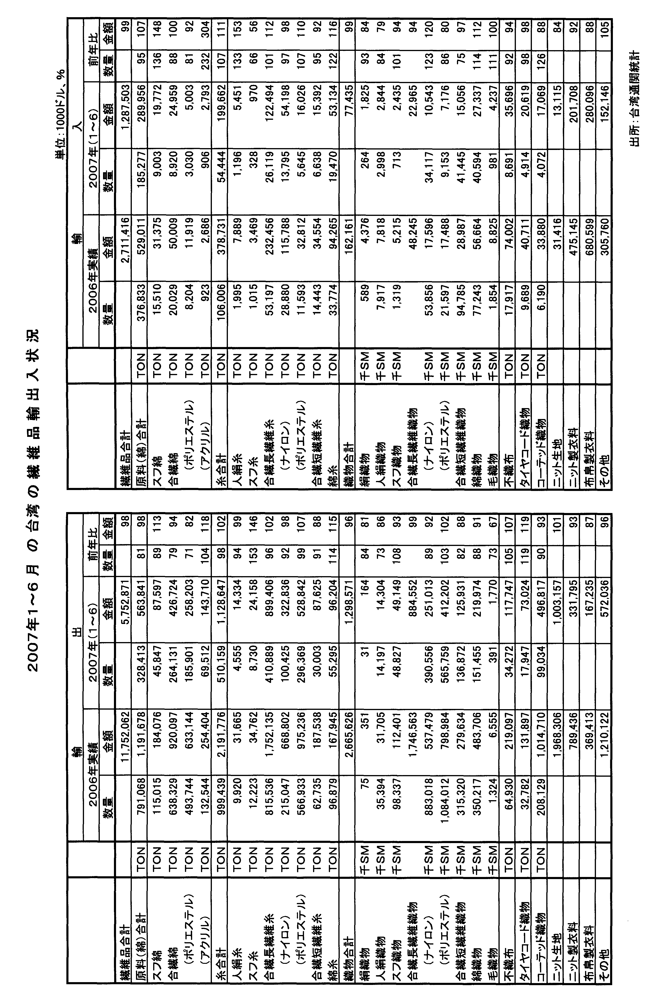 2007年1～6月 の台湾の繊維品輸出入状況
単位：1000ドル、％
輸 出
2006年実績 2007年(1～6) 前年比
数量 金額 数量 金額 数量 金額
繊維品合計 11,752,062 5,752,871 98
原料(綿)合計 TON 791,068 1,191,678 328,413 563,841 81 98
スフ綿 TON 115,015 184,076 45,847 87,597 89 113
合繊綿 TON 638,329 920,097 264,131 426,724 79 94
(ポリエステル) TON 493,744 633,144 185,901 258,203 71 82
(アクリル) TON 132,544 254,404 69,512 143,710 104 118
糸合計 TON 999,439 2,191,776 510,159 1,128,647 98 102
人絹糸 TON 9,920 31,665 4,555 14,334 94 99
スフ糸 TON 12,223 34,762 8,730 24,158 153 146
合繊長繊維糸 TON 815,536 1,752,135 410,889 899,406 96 102
(ナイロン) TON 215,047 668,802 100,425 322,836 92 98
(ポリエステル) TON 566,933 975,236 296,369 528,842 99 107
合繊短繊維糸 TON 62,735 187,538 30,003 87,625 91 88
綿糸 TON 96,879 167,945 55,295 96,204 114 115
織物合計 2,665,626 1,298,571 96
絹織物 千SM 75 351 31 164 84 81
人絹織物 千SM 35,394 31,705 14,197 14,304 73 86
スフ織物 千SM 98,337 112,401 48,827 49,149 108 93
合繊長繊維織物 1,746,563 884,552 99
(ナイロン) 千SM 883,018 537,479 390,556 251,013 89 92
(ポリエステル) 千SM 1,084,012 798,984 565,759 412,202 103 102
合繊短繊維織物 千SM 315,320 279,634 136,872 125,931 82 88
綿織物 千SM 350,217 483,706 151,455 219,974 88 91
毛織物 千SM 1,324 6,555 391 1,770 73 67
不織布 TON 64,930 219,097 34,272 117,747 105 107
タイヤコード織物 TON 32,782 131,897 17,947 73,024 119 119
コーテッド織物 TON 208,129 1,014,710 99,034 496,817 90 93
ニット生地 1,968,306 1,003,157 101
ニット製衣料 789,436 331,795 93
布帛製衣料 369,413 167,235 87
その他 1,210,122 572,036 96
輸 入
2006年実績 2007年(1～6) 前年比
数量 金額 数量 金額 数量 金額
繊維品合計 2,711,416 1,287,503 99
原料(綿)合計 TON 376,833 529,011 185,277 289,956 95 107
スフ綿 TON 15,510 31,375 9,003 19,772 136 148
合繊綿 TON 20,029 50,009 8,920 24,959 88 100
(ポリエステル) TON 8,204 11,919 3,030 5,003 81 92
(アクリル) TON 923 2,686 906 2,793 232 304
糸合計 TON 106,006 378,731 54,444 199,662 107 111
人絹糸 TON 1,995 7,889 1,196 5,451 133 153
スフ糸 TON 1,015 3,469 328 970 66 56
合繊長繊維糸 TON 53,197 232,456 26,119 122,494 101 112
(ナイロン) TON 28,880 115,788 13,795 54,198 97 98
(ポリエステル) TON 11,593 32,812 5,645 16,026 107 110
合繊短繊維糸 TON 14,443 34,554 6,638 15,392 95 92
綿糸 TON 33,774 94,265 19,470 53,134 122 116
織物合計 162,161 77,435 99
絹織物 千SM 589 4,376 264 1,825 93 84
人絹織物 千SM 7,917 7,818 2,998 2,844 84 79
スフ織物 千SM 1,319 5,215 713 2,435 101 94
合繊長繊維織物 48,245 22,965 94
(ナイロン) 千SM 53,856 17,596 34,117 10,543 123 120
(ポリエステル) 千SM 21,597 17,488 9,153 7,176 86 80
合繊短繊維織物 千SM 94,785 28,987 41,445 15,056 75 97
綿織物 千SM 77,243 56,664 40,594 27,337 114 112
毛織物 千SM 1,854 8,825 981 4,237 111 100
不織布 TON 17,917 74,002 8,691 35,696 92 94
タイヤコード織物 TON 9,689 40,711 4,914 20,619 98 98
コーテッド織物 TON 6,190 33,880 4,072 17,069 126 88
ニット生地 31,416 13,115 84
ニット製衣料 475,145 201,708 92
布帛製衣料 680,599 280,096 88
その他 305,760 152,146 105
出所：台湾通関統計